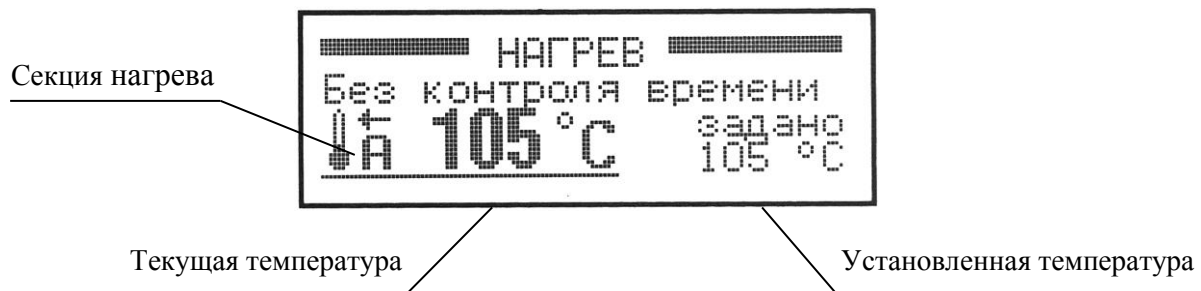 НАГРЕВ
Секция нагрева
Без контроля времени
задано
А 105 °С
105 °С
Текущая температура
Установленная температура